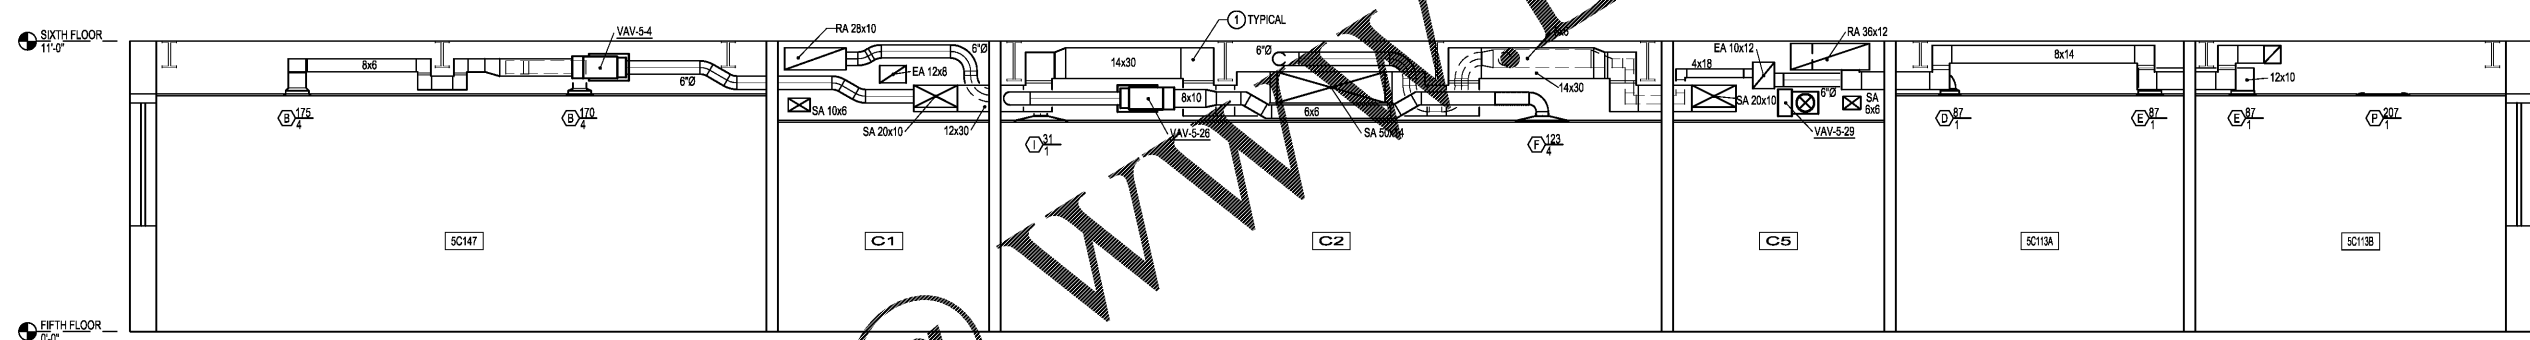 SIXTH FLOOR
11'-0"
VAV-5-4
8x6
6"Ø
B 175 4
B 170 4
5C147
RA 28x10
6"Ø
EA 12x8
SA 10x6
SA 20x10
12x30
C1
1 TYPICAL
14x30
6"Ø
8x10
VAV-5-26
6x6
SA 50x14
14x30
I 31 1
F 123 4
C2
EA 10x12
RA 36x12
4x18
SA 20x10
6"Ø
SA
6x6
VAV-5-29
C5
8x14
D 87 1
E 87 1
5C113A
12x10
E 87 1
P 207 1
5C113B
FIFTH FLOOR
0'-0"
WWW